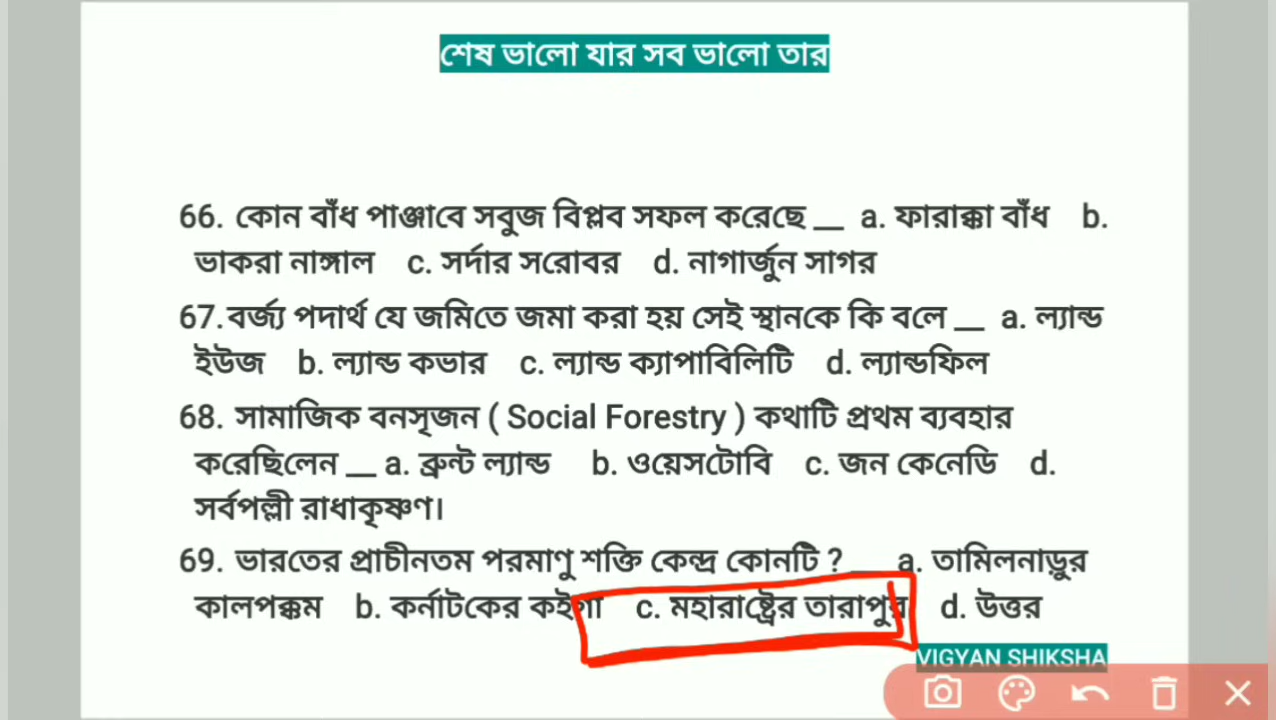 শেষ ভালো যার সব ভালো তার
66. কোন বাঁধ পাঞ্জাবে সবুজ বিপ্লব সফল করেছে __ a. ফারাক্কা বাঁধ b.
ভাকরা নাঙ্গাল c. সর্দার সরোবর d. নাগার্জুন সাগর
67.বর্জ্য পদার্থ যে জমিতে জমা করা হয় সেই স্থানকে কি বলে __ a. ল্যান্ড
ইউজ b. ল্যান্ড কভার c. ল্যান্ড ক্যাপাবিলিটি d. ল্যান্ডফিল
68. সামাজিক বনসৃজন ( Social Forestry ) কথাটি প্রথম ব্যবহার
করেছিলেন __ a. ব্রুন্ট ল্যান্ড b. ওয়েসটোবি c. জন কেনেডি d.
সর্বপল্লী রাধাকৃষ্ণণ।
69. ভারতের প্রাচীনতম পরমাণু শক্তি কেন্দ্র কোনটি ? __ a. তামিলনাড়ুর
কালপক্কম b. কর্নাটকের কইগা c. মহারাষ্ট্রের তারাপুর d. উত্তর
VIGYAN SHIKSHA